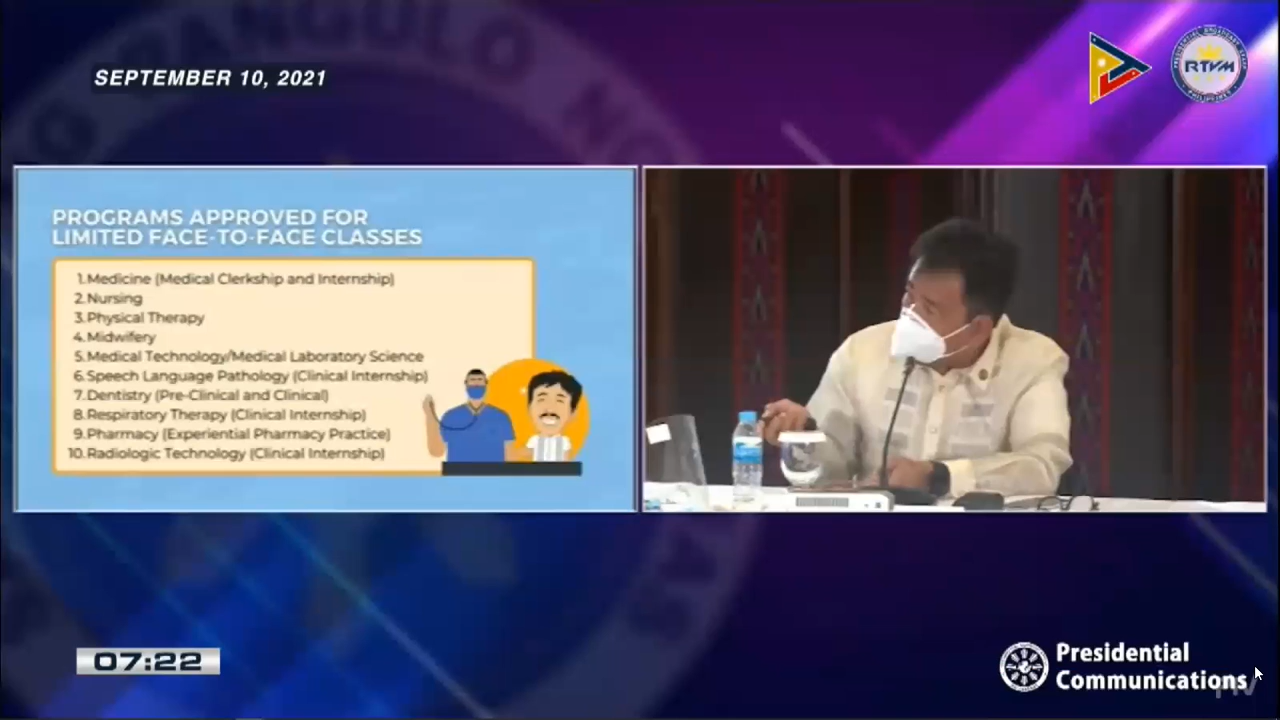 SEPTEMBER 10, 2021
RTVM
PROGRAMS APPROVED FOR
LIMITED FACE-TO-FACE CLASSES
1. Medicine (Medical Clerkship and Internship)
2. Nursing
3. Physical Therapy
4. Midwifery
5. Medical Technology/Medical Laboratory Science
6. Speech Language Pathology (Clinical Internship)
7. Dentistry (Pre-Clinical and Clinical)
8. Respiratory Therapy (Clinical Internship)
9. Pharmacy (Experiential Pharmacy Practice)
10. Radiologic Technology (Clinical Internship)
07:22
Presidential
Communications